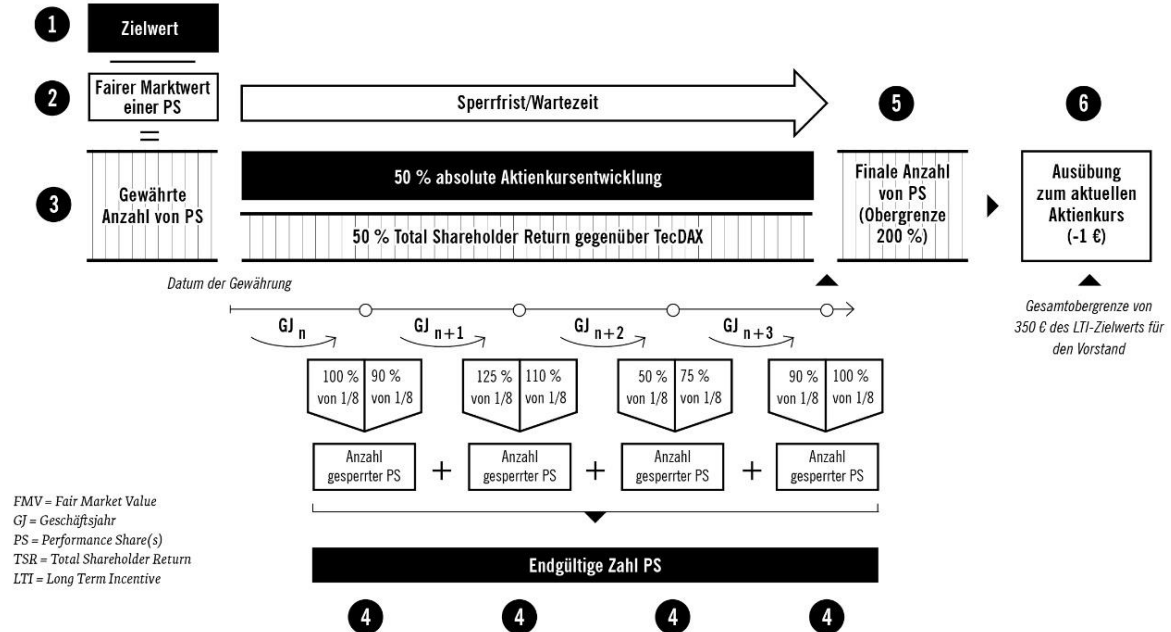 1
Zielwert
2
Fairer Marktwert
einer PS
=
Sperrfrist/Wartezeit
5
6
3
Gewährte
Anzahl von PS
50 % absolute Aktienkursentwicklung
50 % Total Shareholder Return gegenüber TecDAX
Finale Anzahl
von PS
(Obergrenze
200 %)
Ausübung
zum aktuellen
Aktienkurs
(-1 €)
Datum der Gewährung
Gesamtobergrenze von
350 € des LTI-Zielwerts für
den Vorstand
GJ n
GJ n+1
GJ n+2
GJ n+3
100 %
von 1/8
90 %
von 1/8
125 %
von 1/8
110 %
von 1/8
50 %
von 1/8
75 %
von 1/8
90 %
von 1/8
100 %
von 1/8
Anzahl
gesperrter PS
+
Anzahl
gesperrter PS
+
Anzahl
gesperrter PS
+
Anzahl
gesperrter PS
FMV = Fair Market Value
GJ = Geschäftsjahr
PS = Performance Share(s)
TSR = Total Shareholder Return
LTI = Long Term Incentive
Endgültige Zahl PS
4
4
4
4